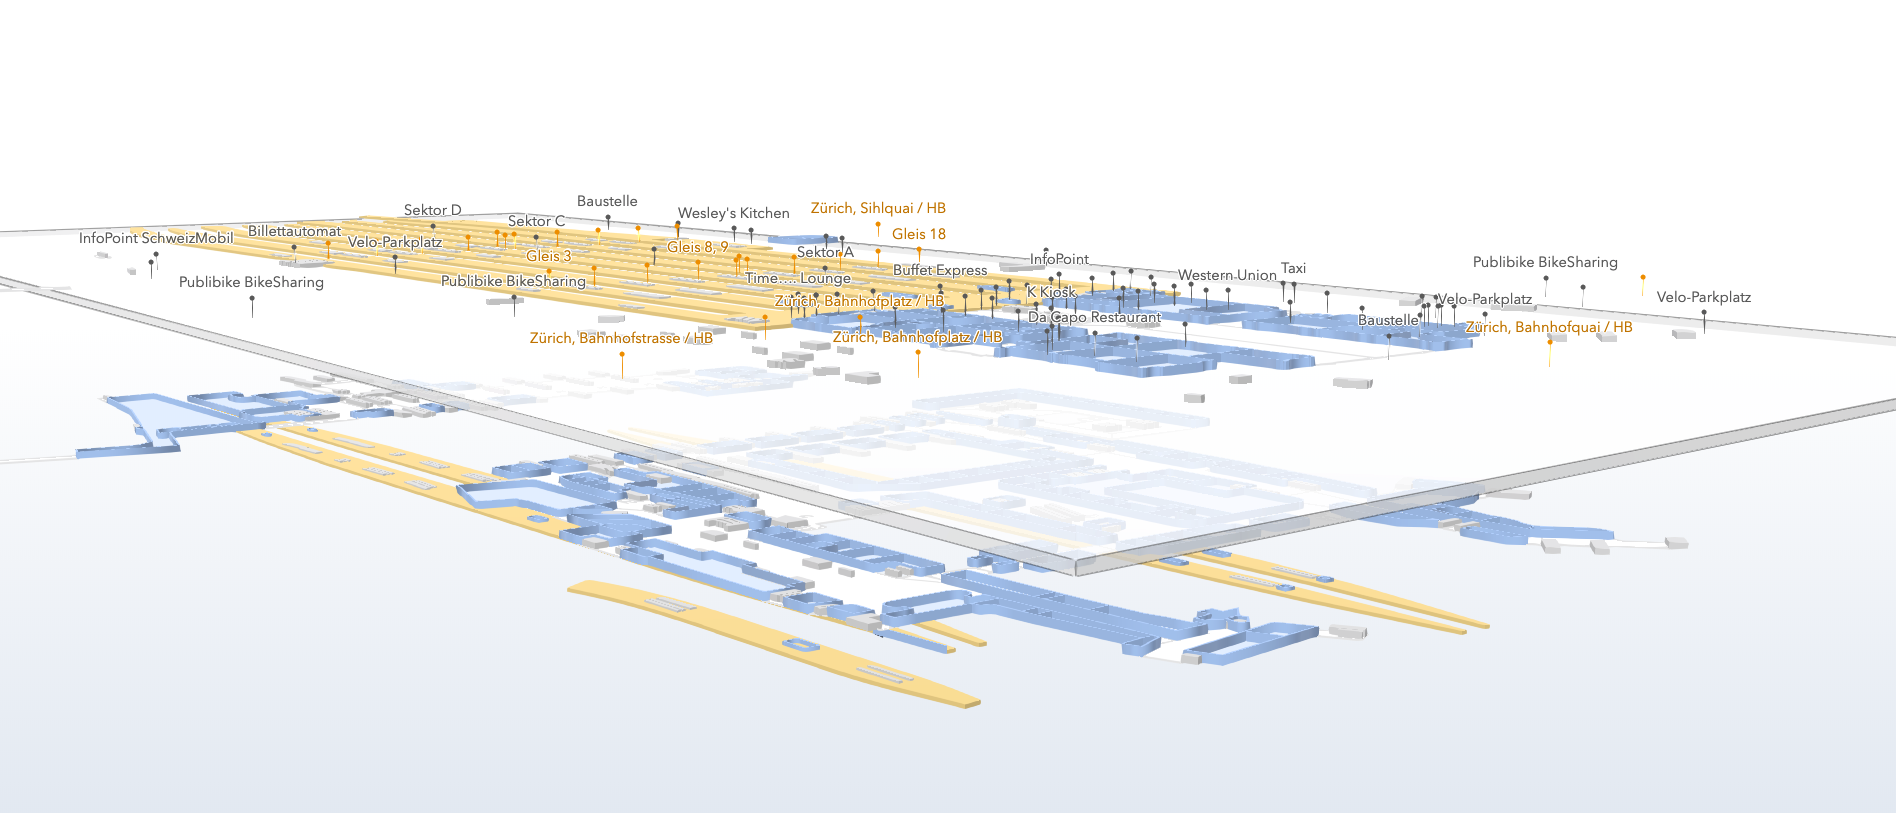 Sektor D
Baustelle
Sektor C
Wesley's Kitchen
Zürich, Sihlquai / HB
Billettautomat
InfoPoint SchweizMobil
Velo-Parkplatz
Gleis 18
Gleis 8, 9
Gleis 3
Sektor A
InfoPoint
Buffet Express
Publibike BikeSharing
Publibike BikeSharing
Time.... Lounge
Western Union
Taxi
Publibike BikeSharing
K Kiosk
Zürich, Bahnhofplatz / HB
Velo-Parkplatz
Velo-Parkplatz
Da Capo Restaurant
Baustelle
Zürich, Bahnhofquai / HB
Zürich, Bahnhofstrasse / HB
Zürich, Bahnhofplatz / HB